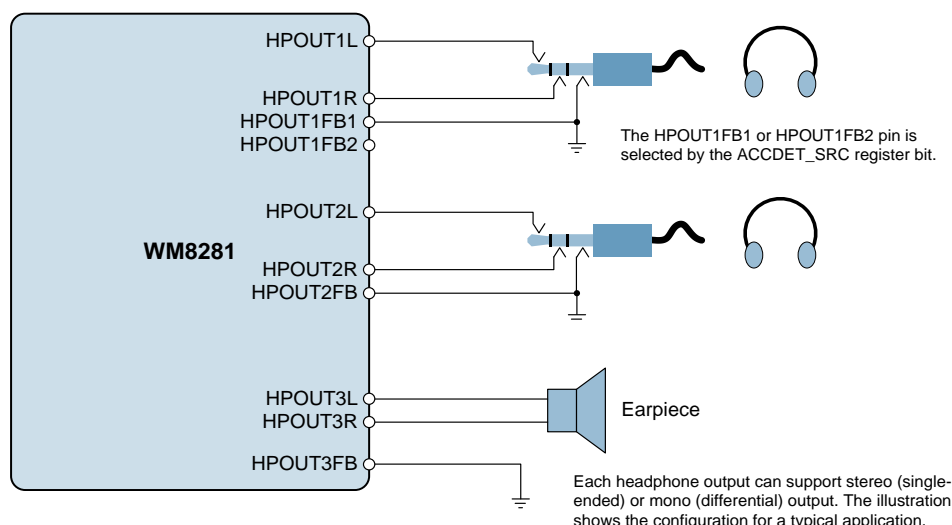 HPOUT1L
HPOUT1R
HPOUT1FB1
HPOUT1FB2
The HPOUT1FB1 or HPOUT1FB2 pin is
selected by the ACCDET_SRC register bit.
HPOUT2L
WM8281
HPOUT2R
HPOUT2FB
HPOUT3L
HPOUT3R
Earpiece
HPOUT3FB
Each headphone output can support stereo (single-
ended) or mono (differential) output. The illustration
shows the configuration for a typical application.